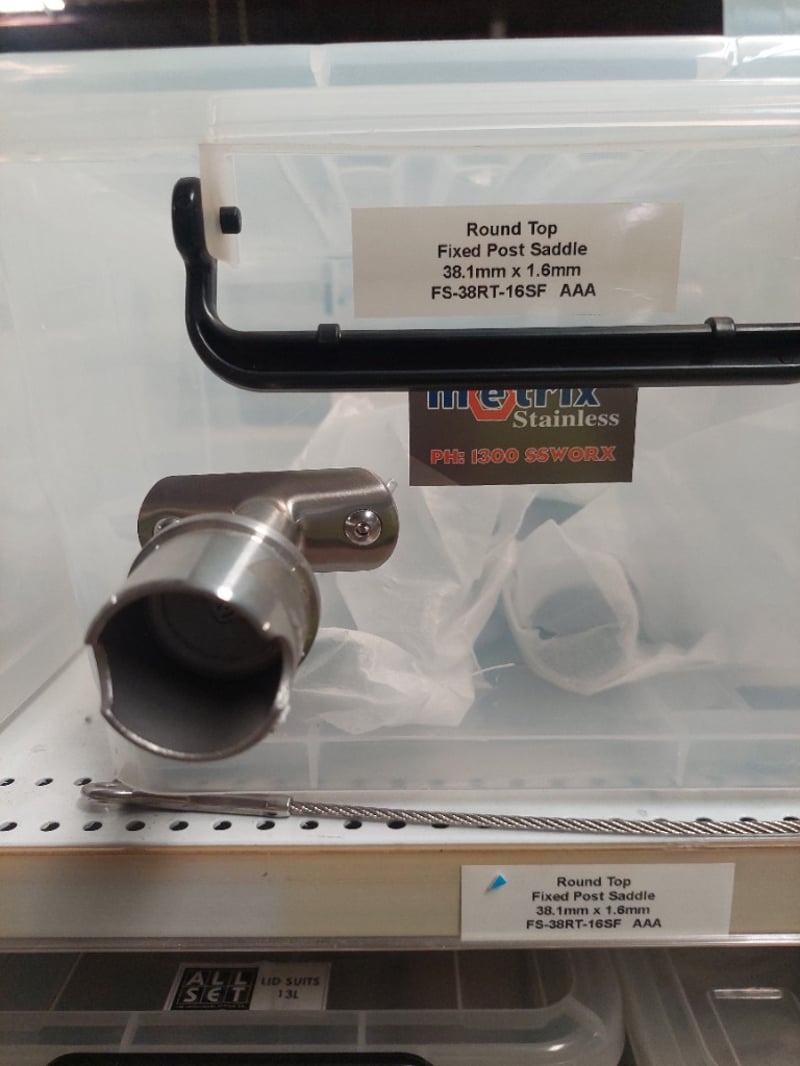 Round Top
Fixed Post Saddle
38.1mm x 1.6mm
FS-38RT-16SF AAA
metrix
Stainless
PH: 1300 SSWORX
Round Top
Fixed Post Saddle
38.1mm x 1.6mm
FS-38RT-16SF AAA
ALL
SET
LID SUITS
13L